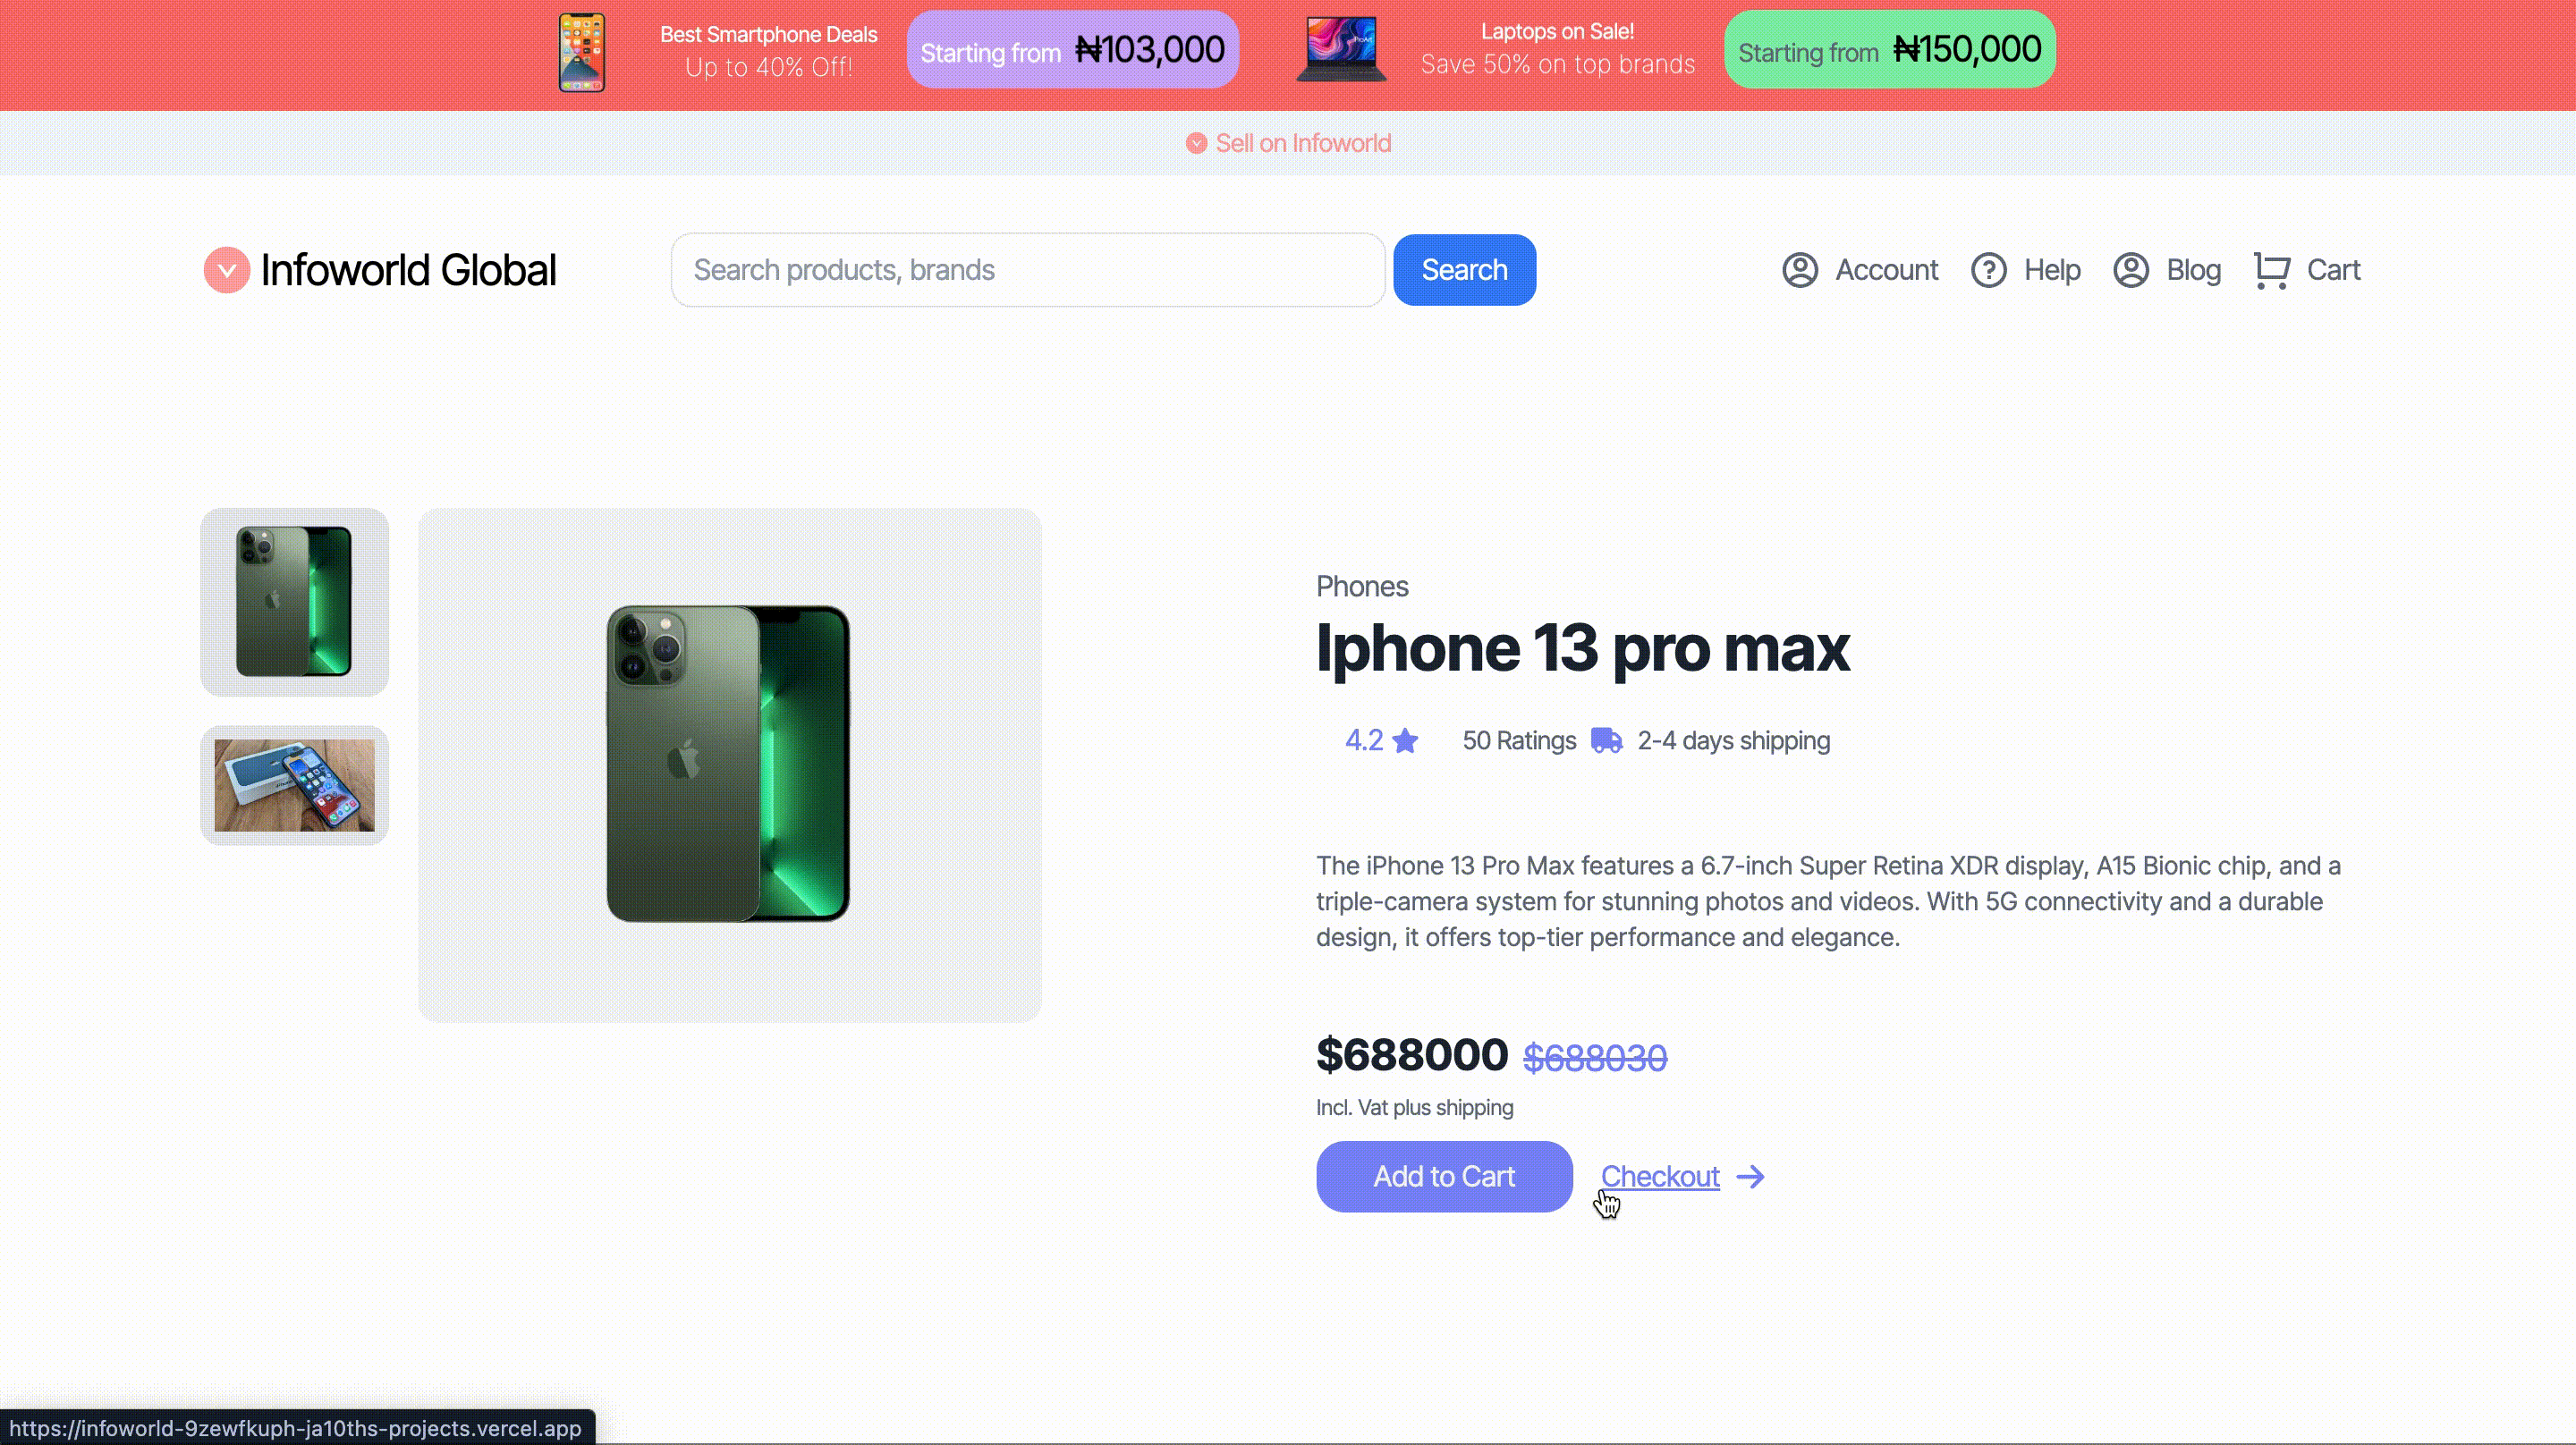 Best Smartphone Deals
Up to 40% Off!
Starting from ₦103,000
Laptops on Sale!
Save 50% on top brands
Starting from ₦150,000
Sell on Infoworld
Infoworld Global
Search products, brands
Search
Account
Help
Blog
Cart
Phones
Iphone 13 pro max
4.2
50 Ratings
2-4 days shipping
The iPhone 13 Pro Max features a 6.7-inch Super Retina XDR display, A15 Bionic chip, and a
triple-camera system for stunning photos and videos. With 5G connectivity and a durable
design, it offers top-tier performance and elegance.
$688000 $688030
Incl. Vat plus shipping
Add to Cart
Checkout
https://infoworld-9zewfkuph-ja10ths-projects.vercel.app